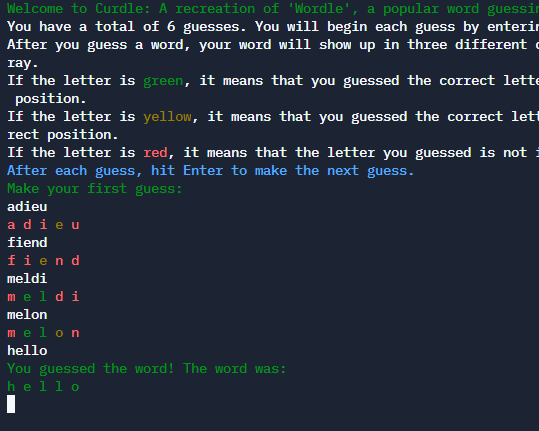 Welcome to Curdle: A recreation of 'Wordle', a popular word
You have a total of 6 guesses. You will begin each guess by
After you guess a word, your word will show up in three different
ray.
If the letter is green, it means that you guessed the correct
position.
If the letter is yellow, it means that you guessed the correct
rect position.
If the letter is red, it means that the letter you guessed is not
After each guess, hit Enter to make the next guess.
Make your first guess:
adieu
a d i e u
fiend
f i e n d
meldi
m e l d i
melon
m e l o n
hello
You guessed the word! The word was:
h e l l o